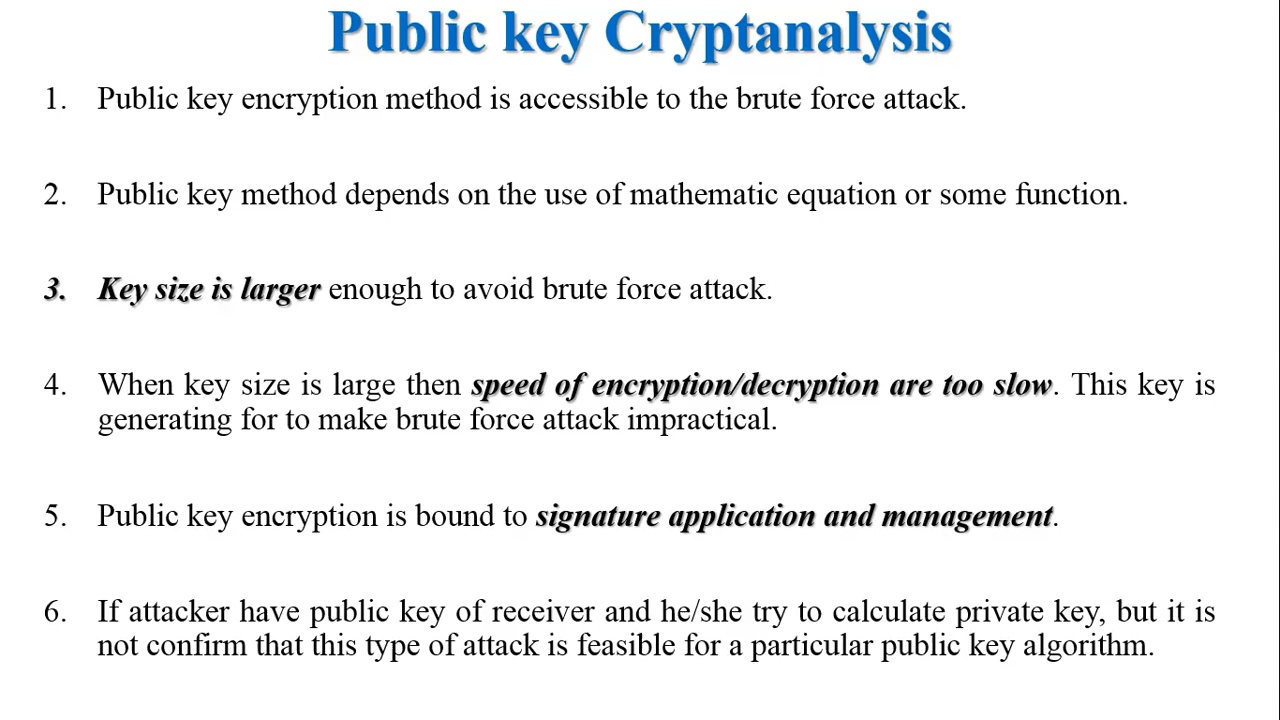 Public key Cryptanalysis
1. Public key encryption method is accessible to the brute force attack.
2. Public key method depends on the use of mathematic equation or some function.
3. Key size is larger enough to avoid brute force attack.
4. When key size is large then speed of encryption/decryption are too slow. This key is
generating for to make brute force attack impractical.
5. Public key encryption is bound to signature application and management.
6. If attacker have public key of receiver and he/she try to calculate private key, but it is
not confirm that this type of attack is feasible for a particular public key algorithm.